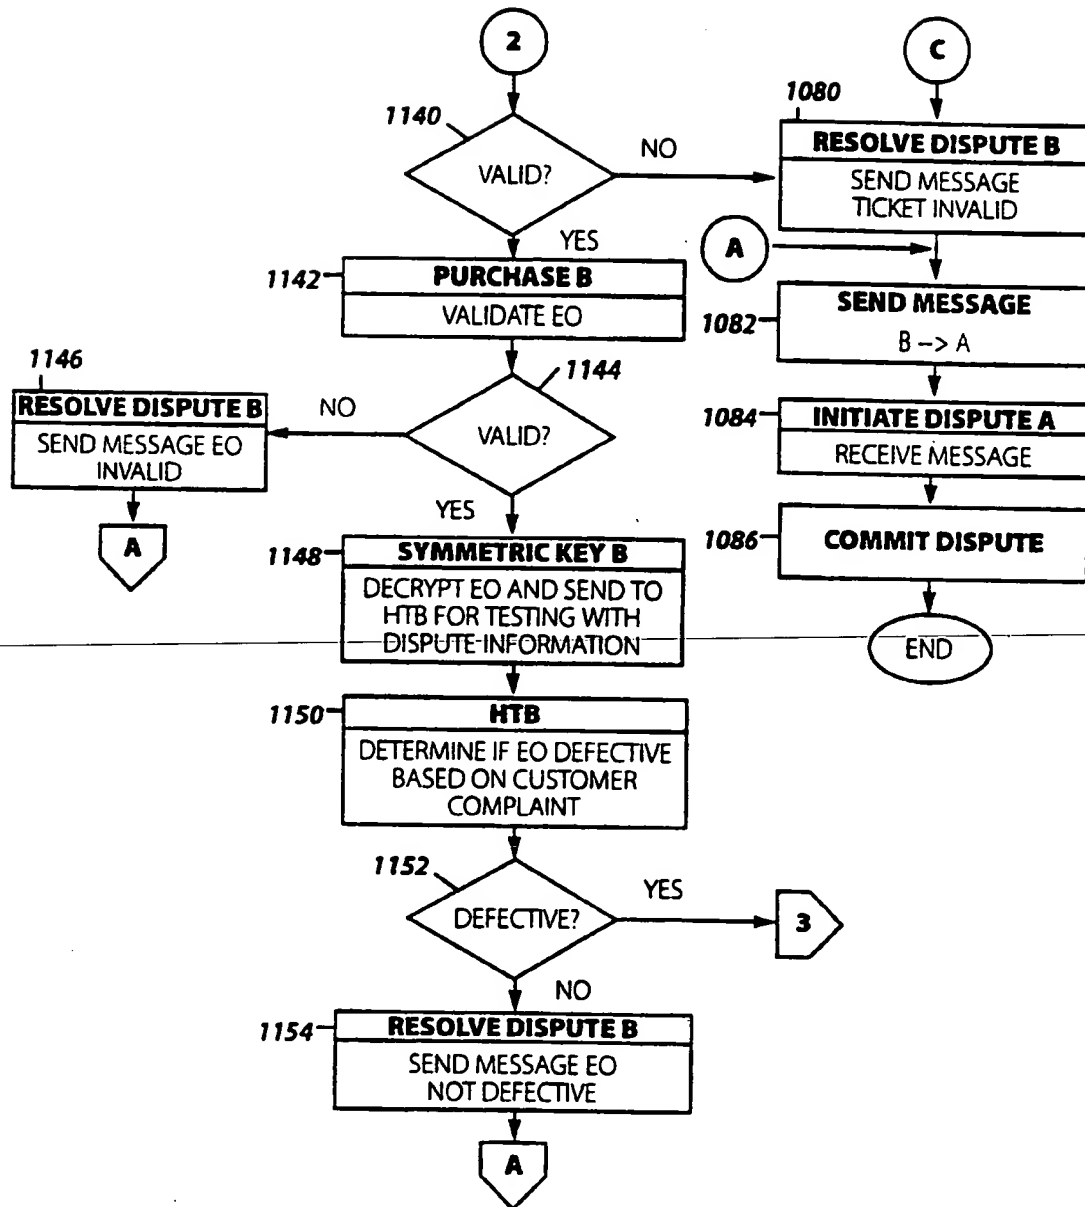 2
C
1140
VALID?
NO
YES
1080
RESOLVE DISPUTE B
SEND MESSAGE
TICKET INVALID
A
1142
PURCHASE B
VALIDATE EO
1082
SEND MESSAGE
B --> A
1146
RESOLVE DISPUTE B
SEND MESSAGE EO
INVALID
A
NO
1144
VALID?
YES
1084
INITIATE DISPUTE A
RECEIVE MESSAGE
1086
COMMIT DISPUTE
END
1148
SYMMETRIC KEY B
DECRYPT EO AND SEND TO
HTB FOR TESTING WITH
DISPUTE INFORMATION
1150
HTB
DETERMINE IF EO DEFECTIVE
BASED ON CUSTOMER
COMPLAINT
1152
DEFECTIVE?
YES
3
NO
1154
RESOLVE DISPUTE B
SEND MESSAGE EO
NOT DEFECTIVE
A